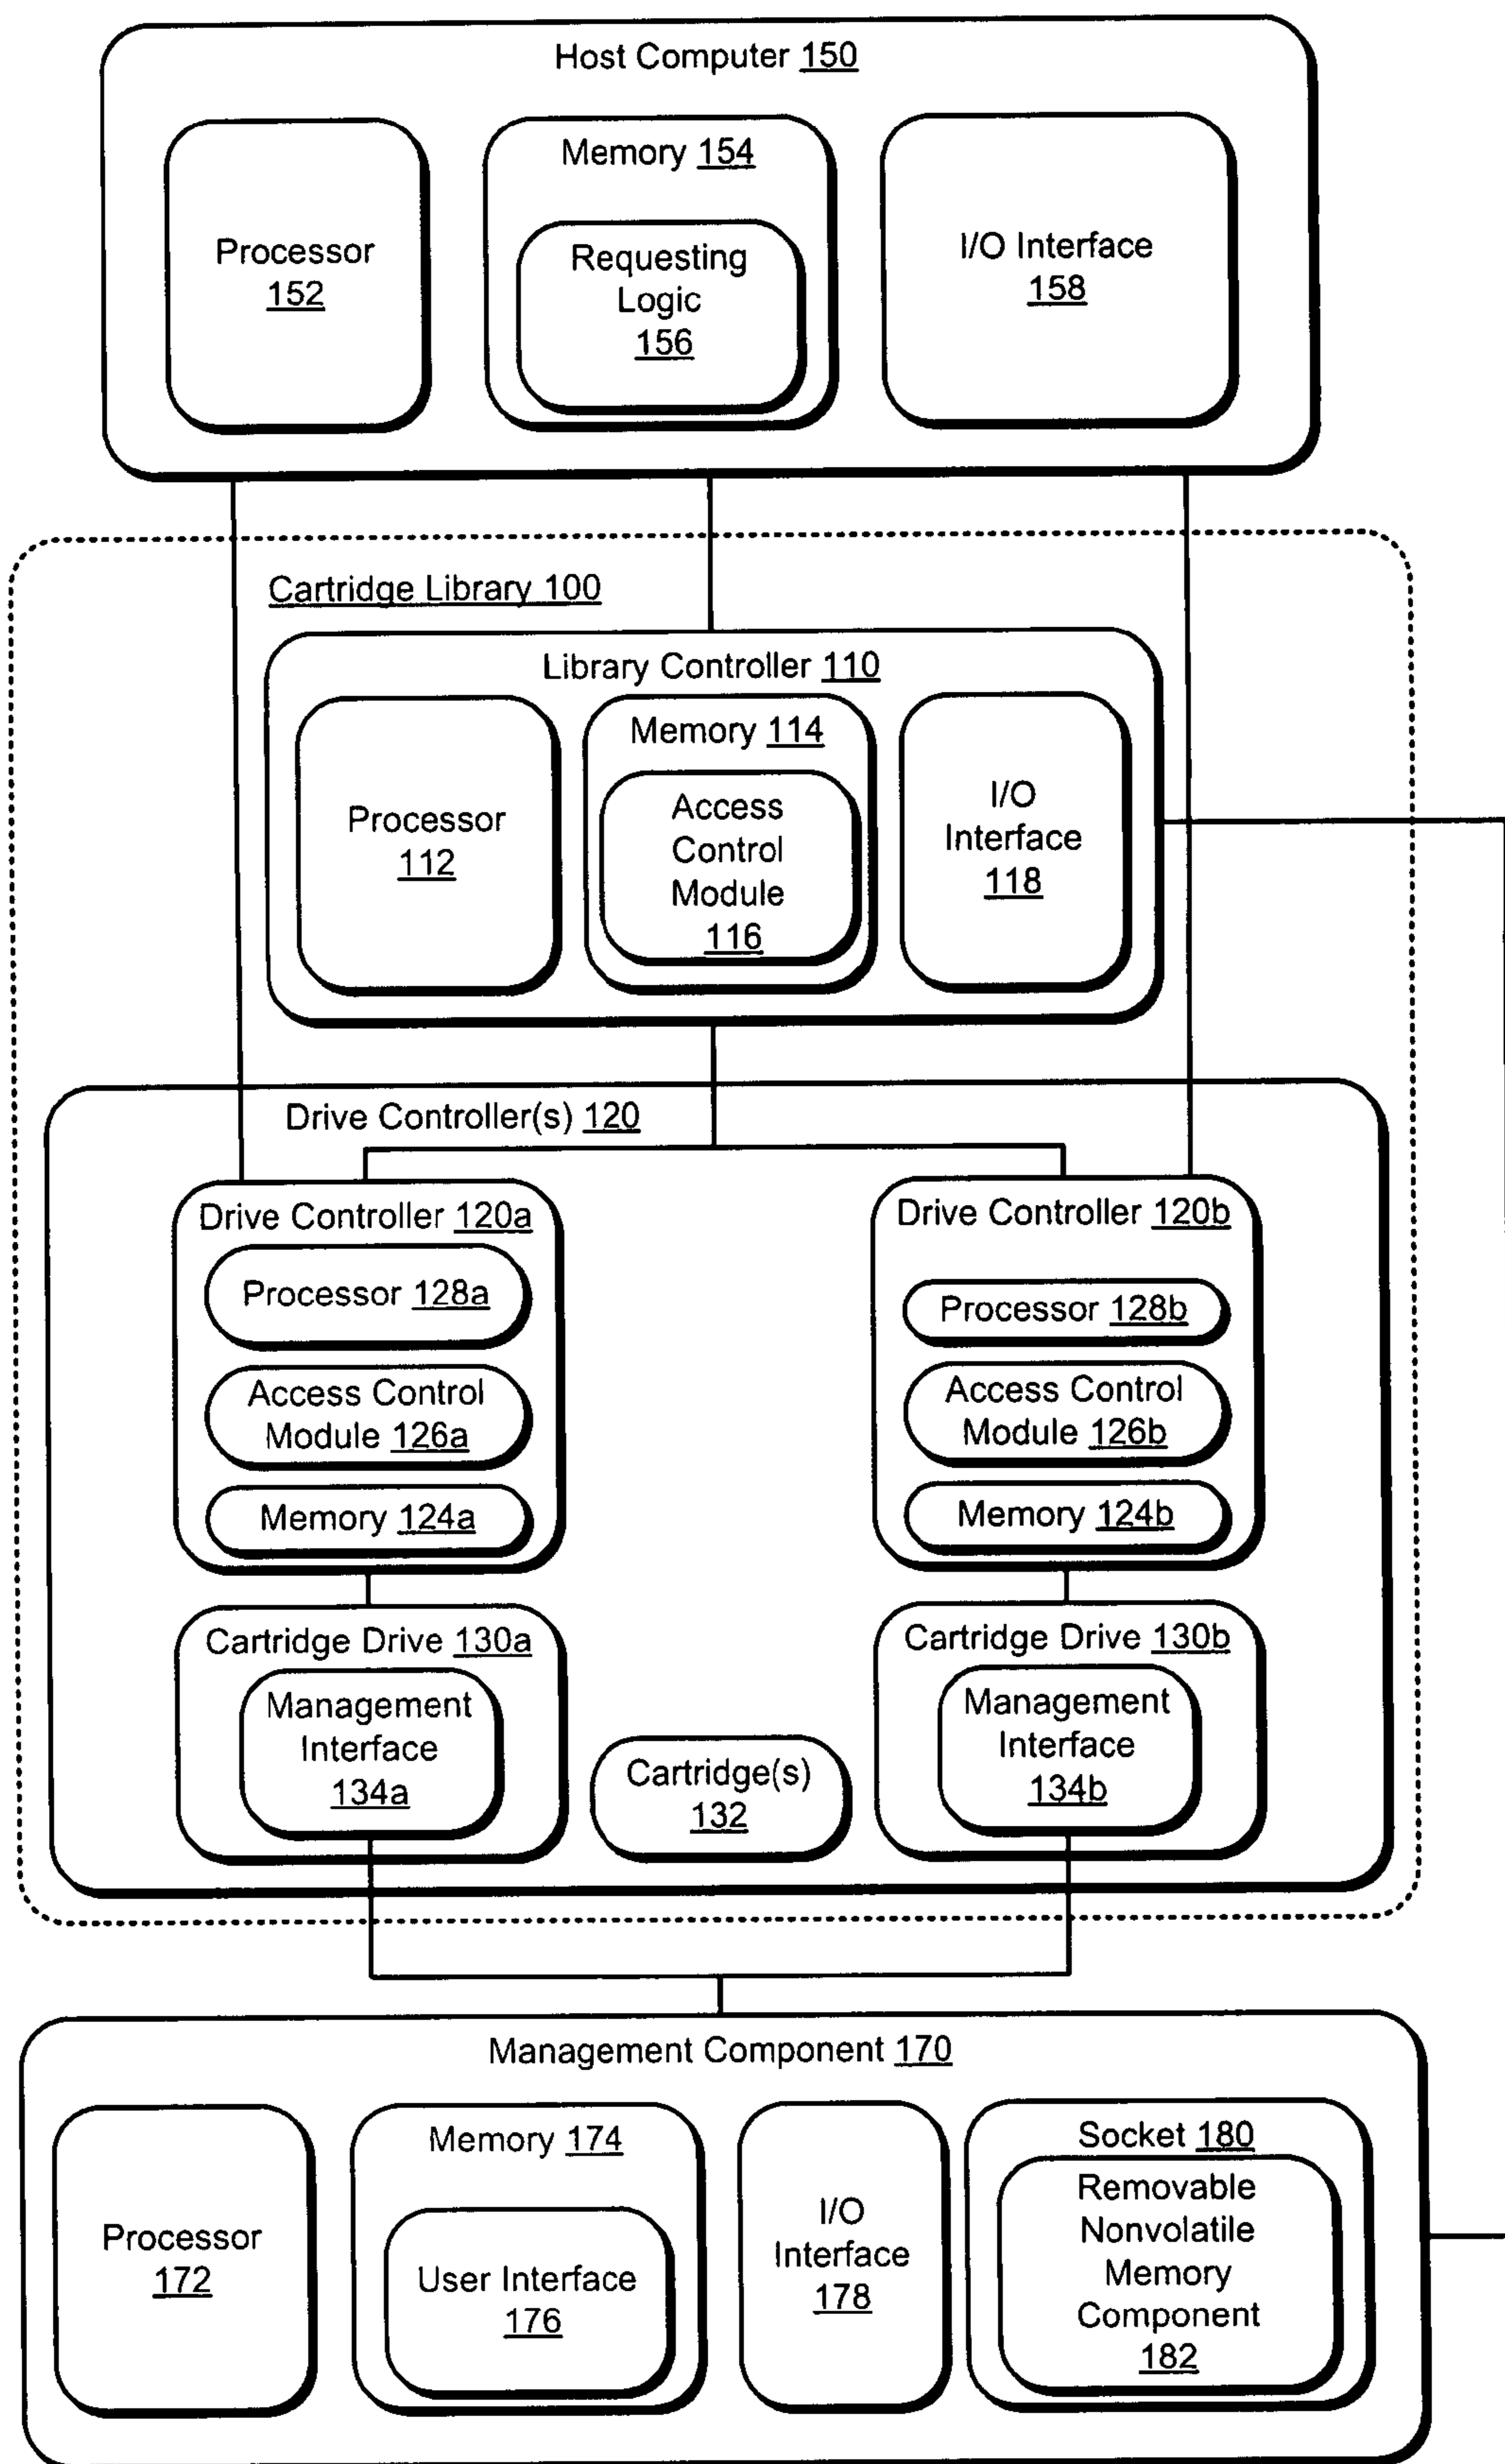 Host Computer 150
Processor
152
Memory 154
Requesting
Logic
156
I/O Interface
158
Cartridge Library 100
Library Controller 110
Processor
112
Memory 114
Access
Control
Module
116
I/O
Interface
118
Drive Controller(s) 120
Drive Controller 120a
Processor 128a
Access Control
Module 126a
Memory 124a
Drive Controller 120b
Processor 128b
Access Control
Module 126b
Memory 124b
Cartridge Drive 130a
Management
Interface
134a
Cartridge(s)
132
Cartridge Drive 130b
Management
Interface
134b
Management Component 170
Processor
172
Memory 174
User Interface
176
I/O
Interface
178
Socket 180
Removable
Nonvolatile
Memory
Component
182